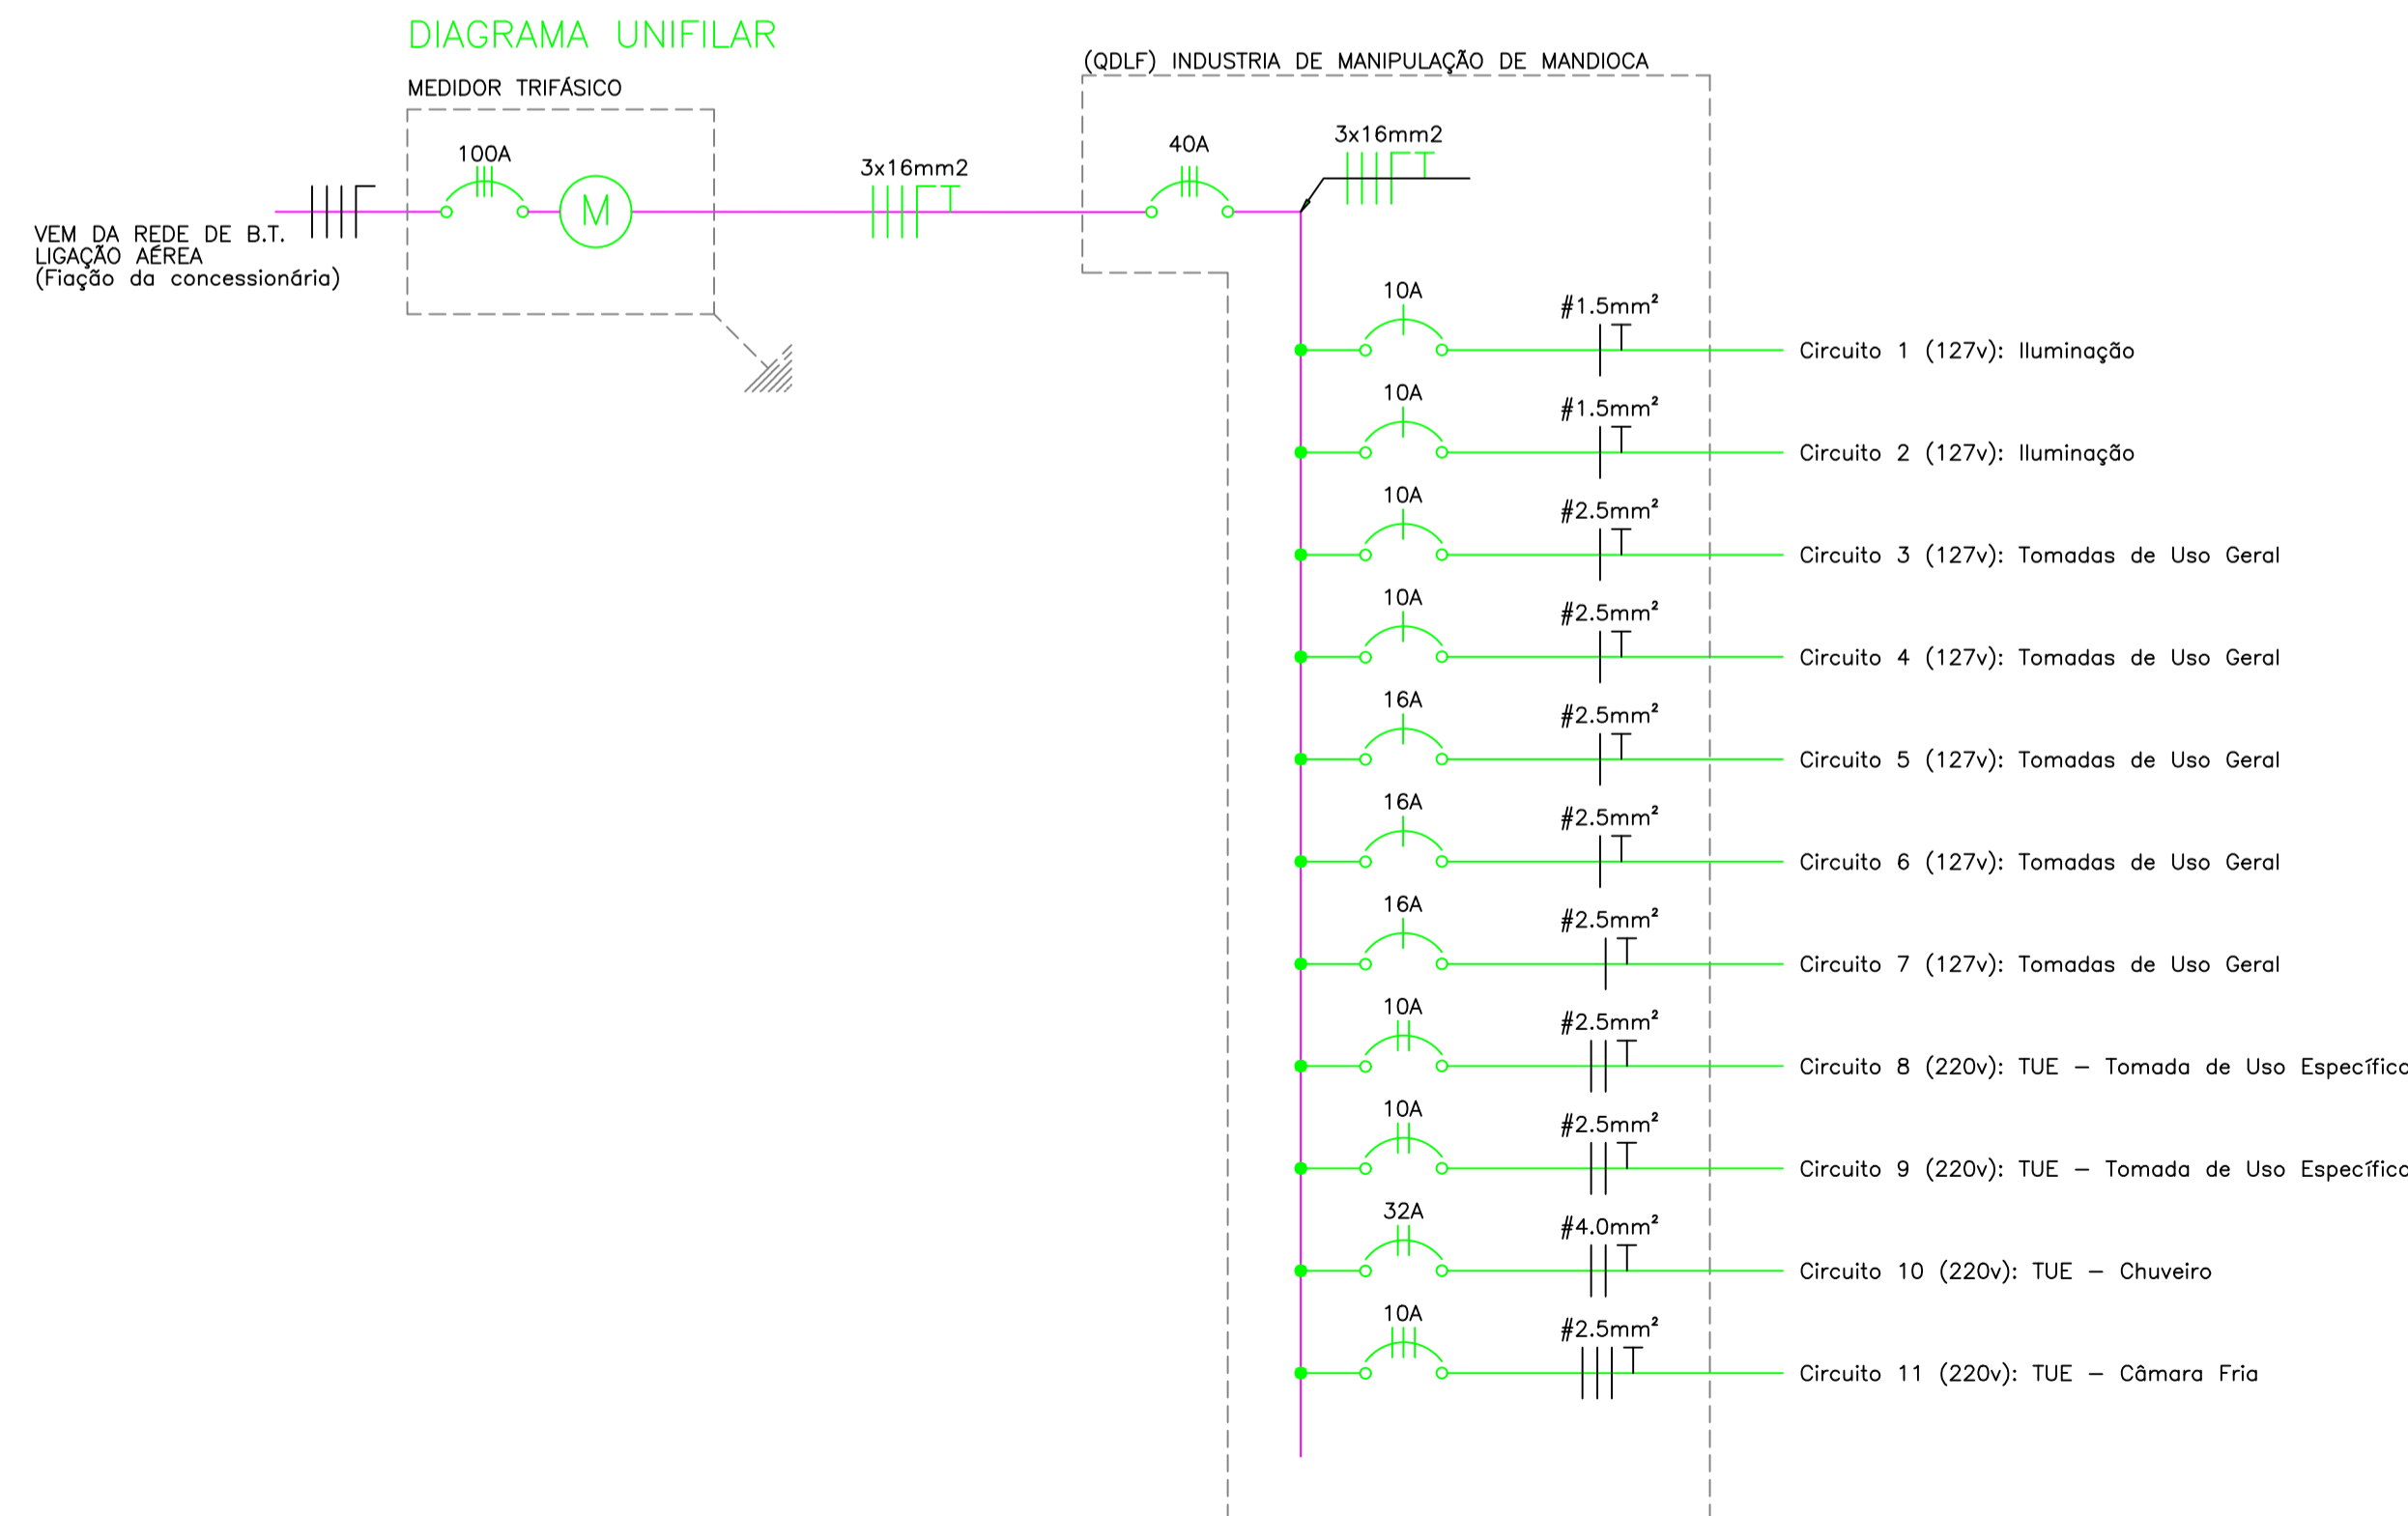 DIAGRAMA UNIFILAR
(QDLF) INDUSTRIA DE MANIPULAÇÃO DE MANDIOCA
MEDIDOR TRIFÁSICO
100A
M
3x16mm2
40A
3x16mm2
VEM DA REDE DE B.T.
LIGAÇÃO AÉREA
(Fiação da concessionária)
10A #1.5mm² Circuito 1 (127v): Iluminação
10A #1.5mm² Circuito 2 (127v): Iluminação
10A #2.5mm² Circuito 3 (127v): Tomadas de Uso Geral
10A #2.5mm² Circuito 4 (127v): Tomadas de Uso Geral
16A #2.5mm² Circuito 5 (127v): Tomadas de Uso Geral
16A #2.5mm² Circuito 6 (127v): Tomadas de Uso Geral
16A #2.5mm² Circuito 7 (127v): Tomadas de Uso Geral
10A #2.5mm² Circuito 8 (220v): TUE – Tomada de Uso Específico
10A #2.5mm² Circuito 9 (220v): TUE – Tomada de Uso Específico
32A #4.0mm² Circuito 10 (220v): TUE – Chuveiro
10A #2.5mm² Circuito 11 (220v): TUE – Câmara Fria